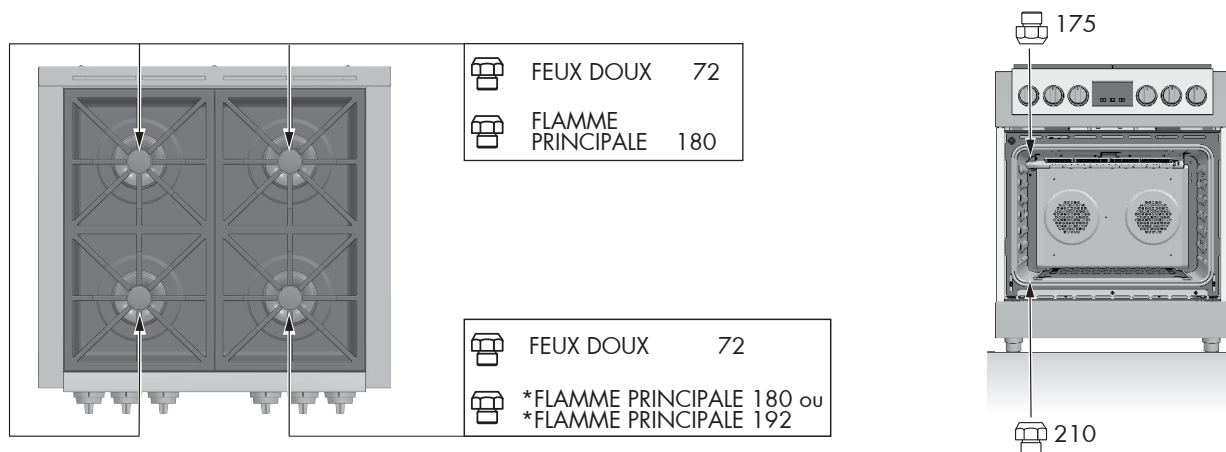 175
FEUX DOUX 72
FLAMME
PRINCIPALE 180
FEUX DOUX 72
*FLAMME PRINCIPALE 180 ou
*FLAMME PRINCIPALE 192
210